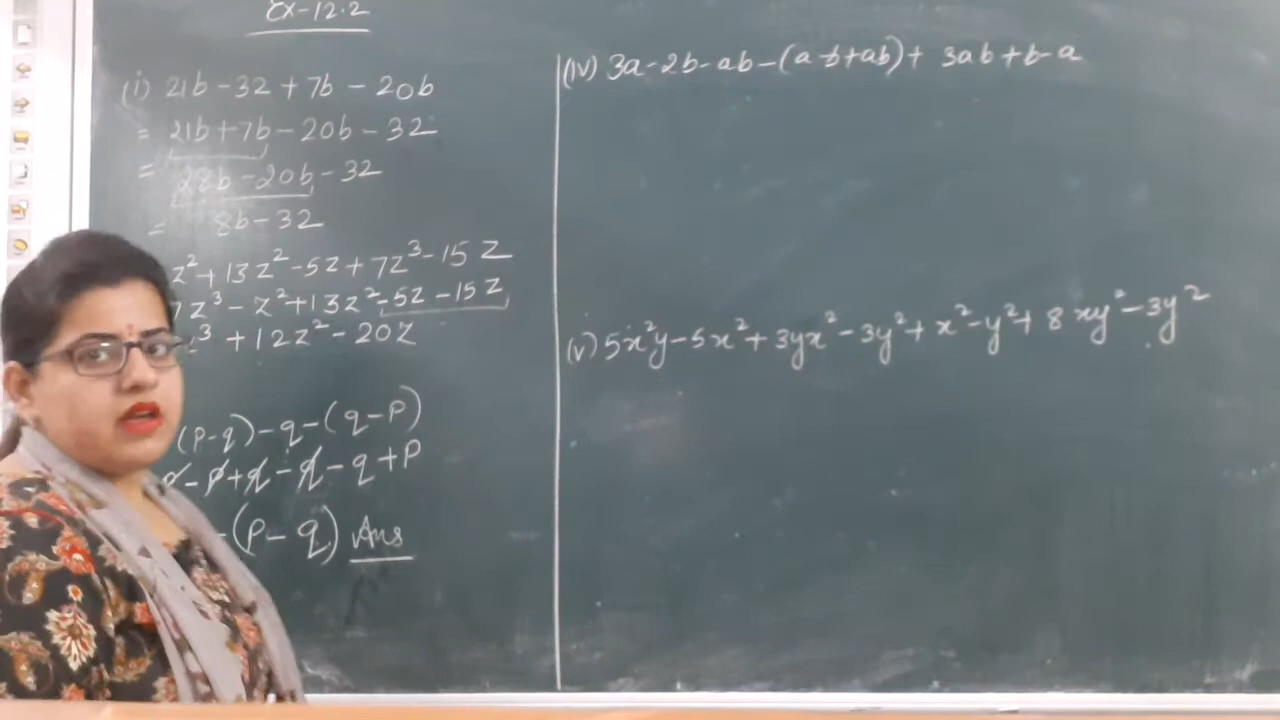 Ex-12.2
(i) 21b - 32 + 7b - 20b
= 21b + 7b - 20b - 32
= 28b - 20b - 32
= 8b - 32
z² + 13z² - 5z + 7z³ - 15z
7z³ - z² + 13z² - 5z - 15z
³ + 12z² - 20z
(p-q) - q - (q-p)
- p + q - q - q + p
(p - q) Ans
(iv) 3a - 2b - ab - (a - b + ab) + 3ab + b - a
(v) 5x²y - 5x² + 3yx² - 3y² + x² - y² + 8xy² - 3y²